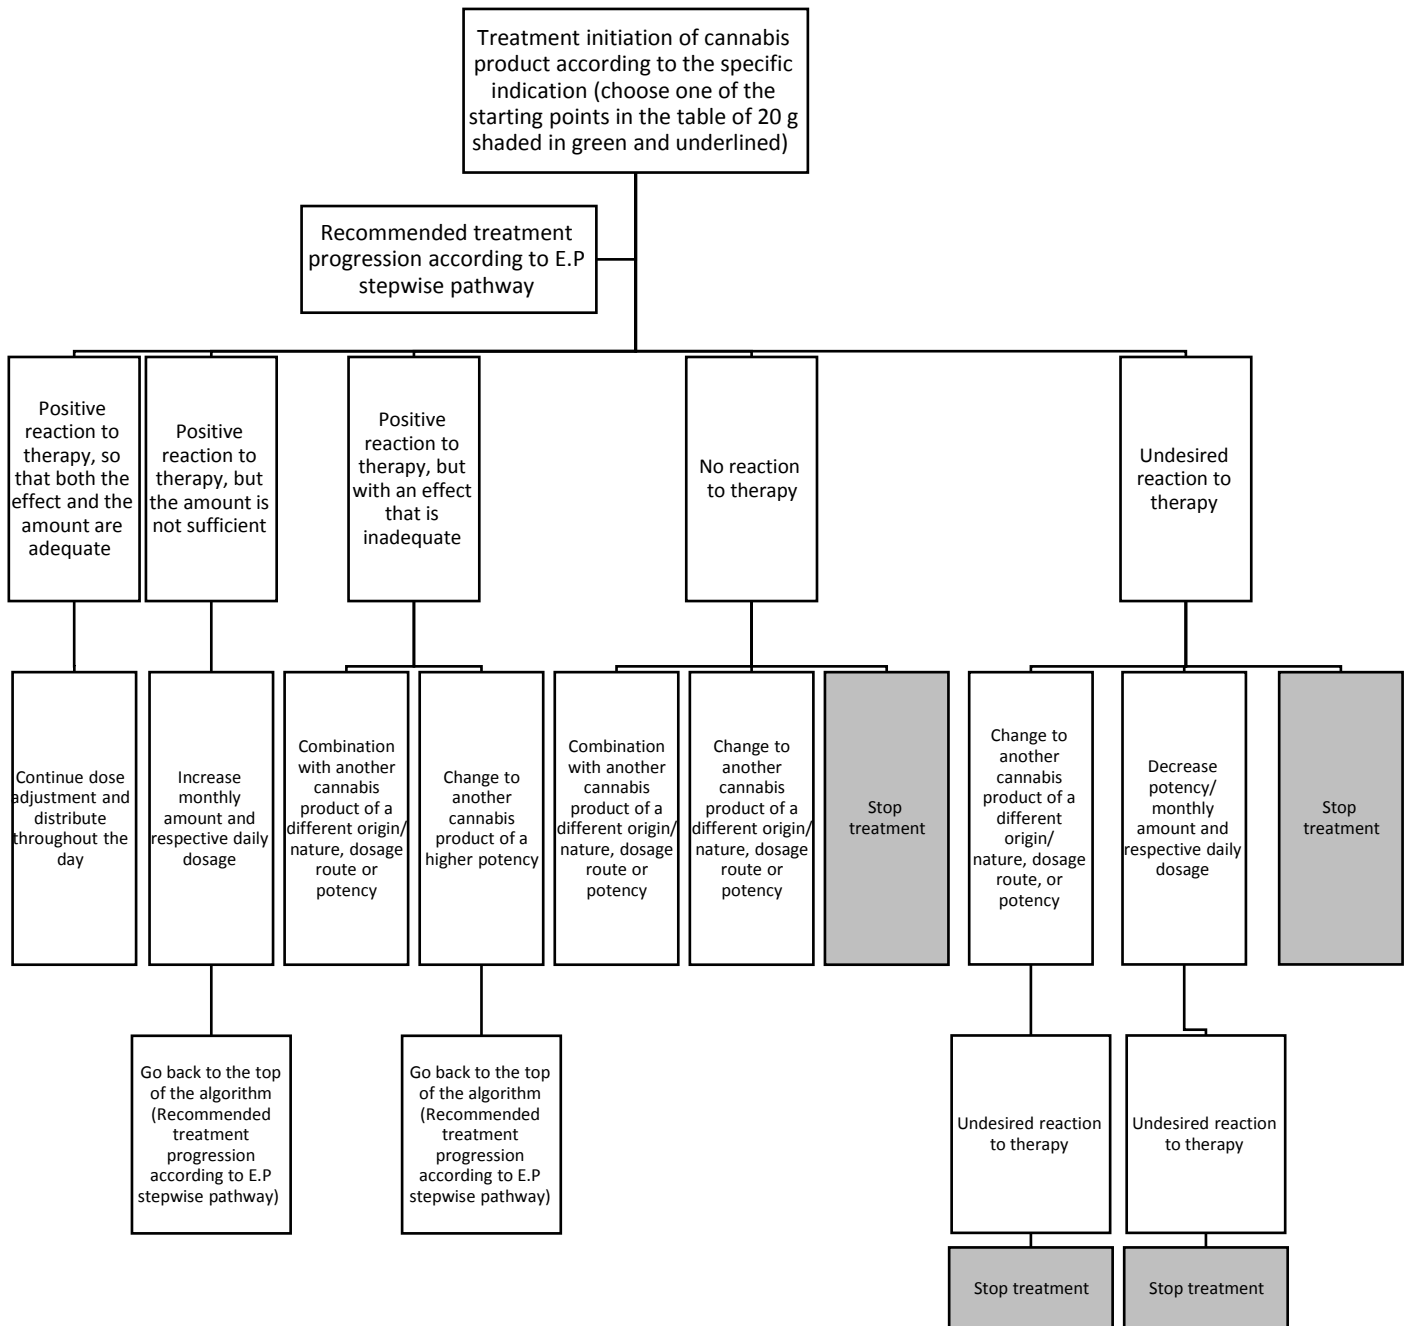 Treatment initiation of cannabis
product according to the specific
indication (choose one of the
starting points in the table of 20 g
shaded in green and underlined)
Recommended treatment
progression according to E.P
stepwise pathway
Positive
reaction to
therapy, so
that both the
effect and the
amount are
adequate
Positive
reaction to
therapy, but
the amount is
not sufficient
Positive
reaction to
therapy, but
with an effect
that is
inadequate
No reaction
to therapy
Undesired
reaction to
therapy
Continue dose
adjustment and
distribute
throughout the
day
Increase
monthly
amount and
respective daily
dosage
Combination
with another
cannabis
product of a
different origin/
nature, dosage
route or
potency
Change to
another
cannabis
product of a
higher potency
Combination
with another
cannabis
product of a
different origin/
nature, dosage
route or
potency
Change to
another
cannabis
product of a
different origin/
nature, dosage
route or
potency
Stop
treatment
Change to
another
cannabis
product of a
different
origin/
nature, dosage
route, or
potency
Decrease
potency/
monthly
amount and
respective daily
dosage
Stop
treatment
Go back to the top
of the algorithm
(Recommended
treatment
progression
according to E.P
stepwise pathway)
Go back to the top
of the algorithm
(Recommended
treatment
progression
according to E.P
stepwise pathway)
Undesired reaction
to therapy
Undesired reaction
to therapy
Stop treatment
Stop treatment